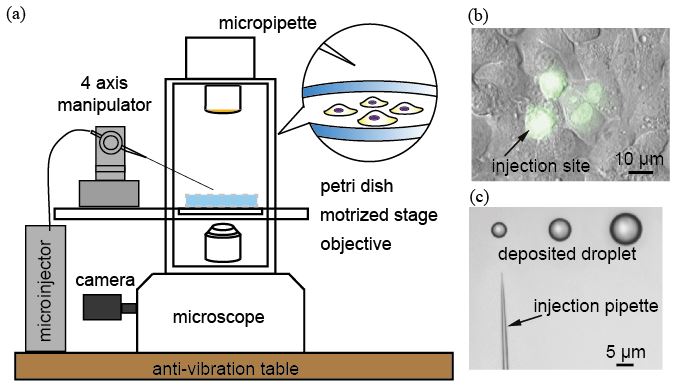 (a)
micropipette
4 axis
manipulator
petri dish
motrized stage
objective
microinjector
camera
microscope
anti-vibration table
(b)
injection site
10 μm
(c)
deposited droplet
injection pipette
5 μm